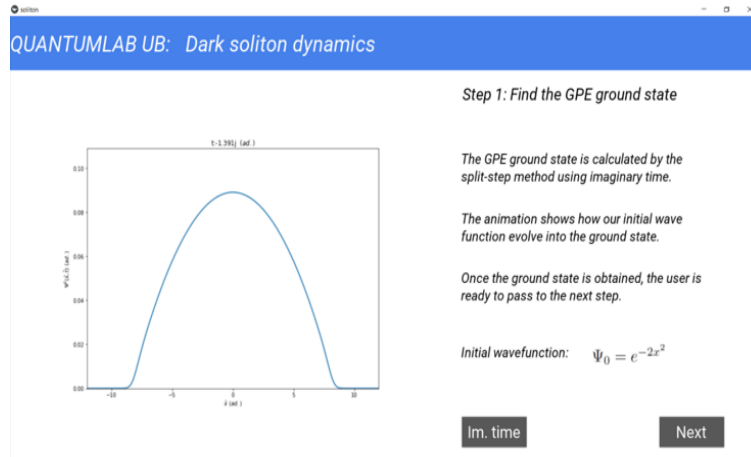 soliton
QUANTUMLAB UB: Dark soliton dynamics
Step 1: Find the GPE ground state
t-1.391j (ad.)
The GPE ground state is calculated by the
split-step method using imaginary time.
The animation shows how our initial wave
function evolve into the ground state.
Once the ground state is obtained, the user is
ready to pass to the next step.
Initial wavefunction: Ψ₀ = e^{-2x²}
0.10
0.08
0.06
0.04
0.02
0.00
-10
-5
0
5
10
(ad.)
Im. time
Next